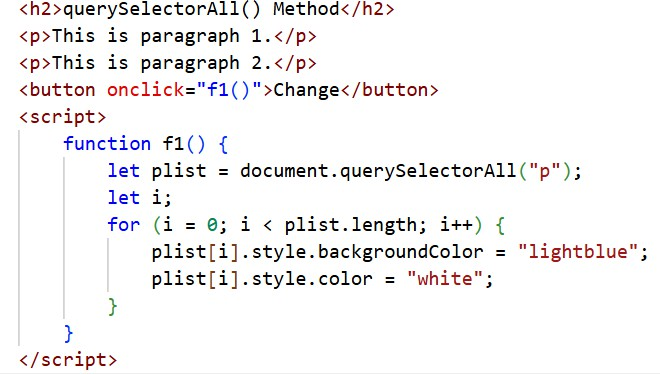 <h2>querySelectorAll() Method</h2>
<p>This is paragraph 1.</p>
<p>This is paragraph 2.</p>
<button onclick="f1()">Change</button>
<script>
    function f1() {
        let plist = document.querySelectorAll("p");
        let i;
        for (i = 0; i < plist.length; i++) {
            plist[i].style.backgroundColor = "lightblue";
            plist[i].style.color = "white";
        }
    }
</script>